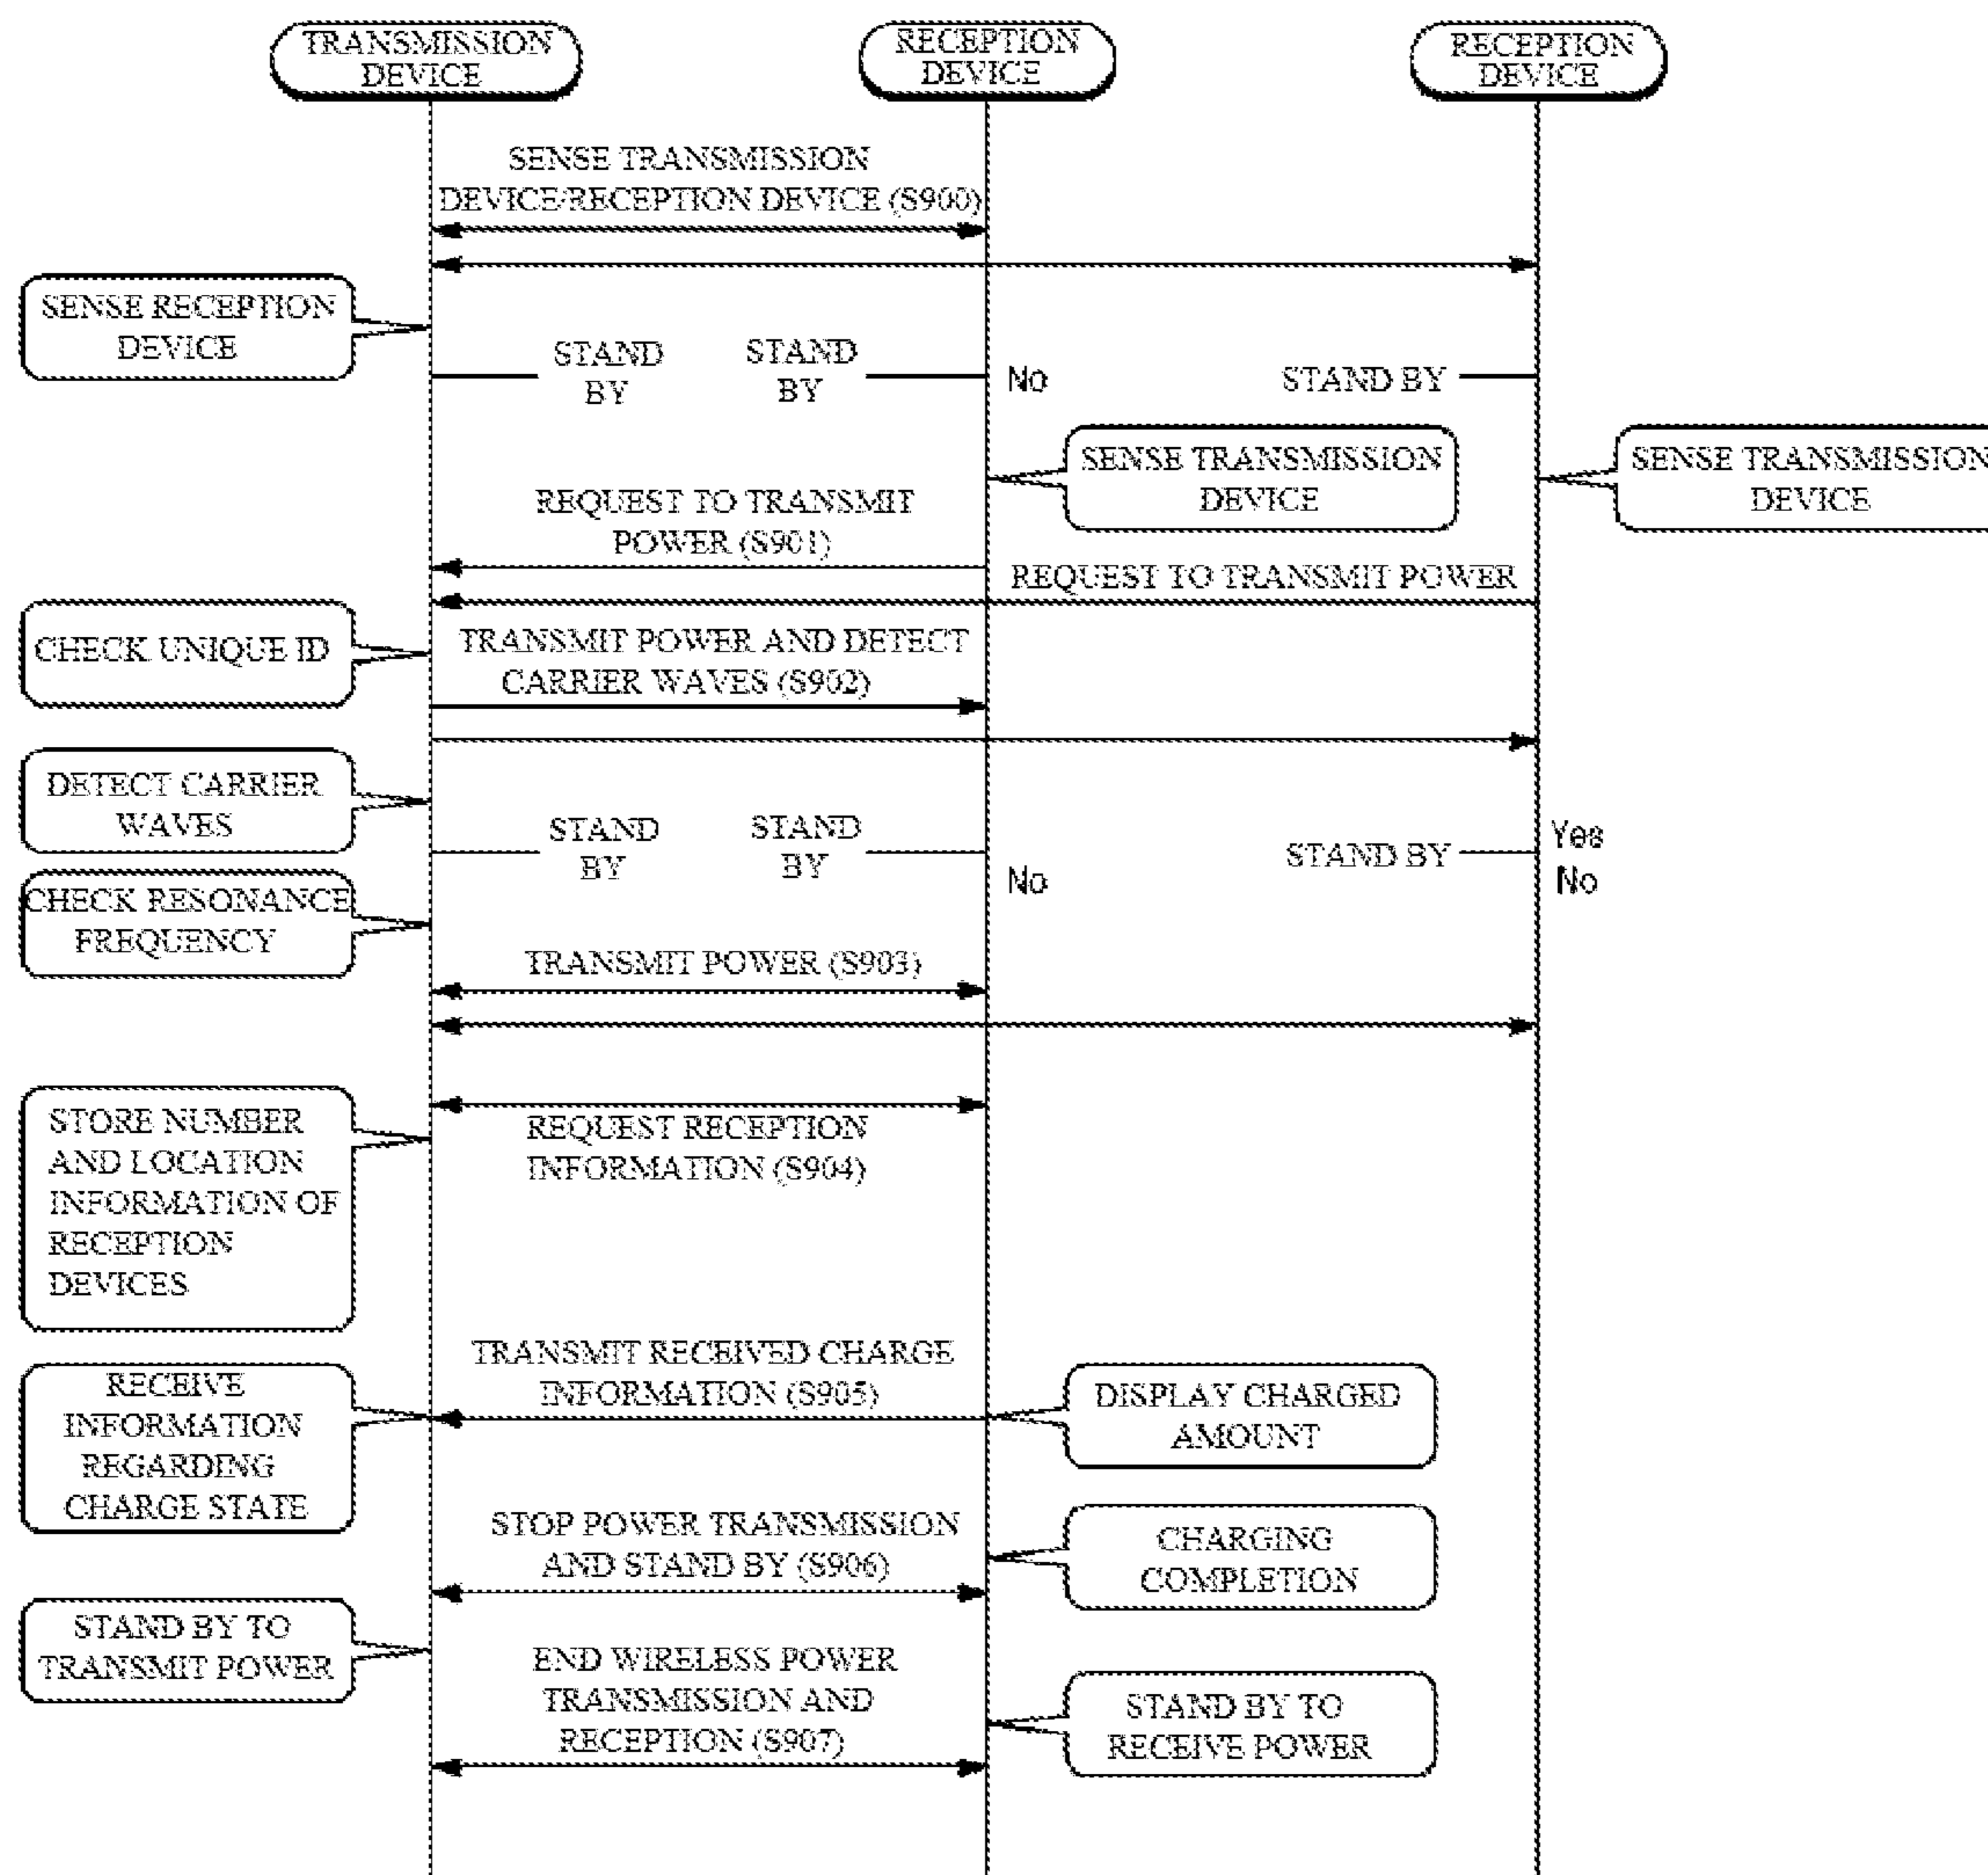 TRANSMISSION
DEVICE
RECEPTION
DEVICE
RECEPTION
DEVICE
SENSE TRANSMISSION
DEVICE/RECEPTION DEVICE (S900)
SENSE RECEPTION
DEVICE
STAND
BY
STAND
BY
No
STAND BY
SENSE TRANSMISSION
DEVICE
SENSE TRANSMISSION
DEVICE
REQUEST TO TRANSMIT
POWER (S901)
REQUEST TO TRANSMIT POWER
CHECK UNIQUE ID
TRANSMIT POWER AND DETECT
CARRIER WAVES (S902)
DETECT CARRIER
WAVES
STAND
BY
STAND
BY
No
STAND BY
Yes
No
CHECK RESONANCE
FREQUENCY
TRANSMIT POWER (S903)
STORE NUMBER
AND LOCATION
INFORMATION OF
RECEPTION
DEVICES
REQUEST RECEPTION
INFORMATION (S904)
TRANSMIT RECEIVED CHARGE
INFORMATION (S905)
RECEIVE
INFORMATION
REGARDING
CHARGE STATE
DISPLAY CHARGED
AMOUNT
STOP POWER TRANSMISSION
AND STAND BY (S906)
CHARGING
COMPLETION
STAND BY TO
TRANSMIT POWER
END WIRELESS POWER
TRANSMISSION AND
RECEPTION (S907)
STAND BY TO
RECEIVE POWER